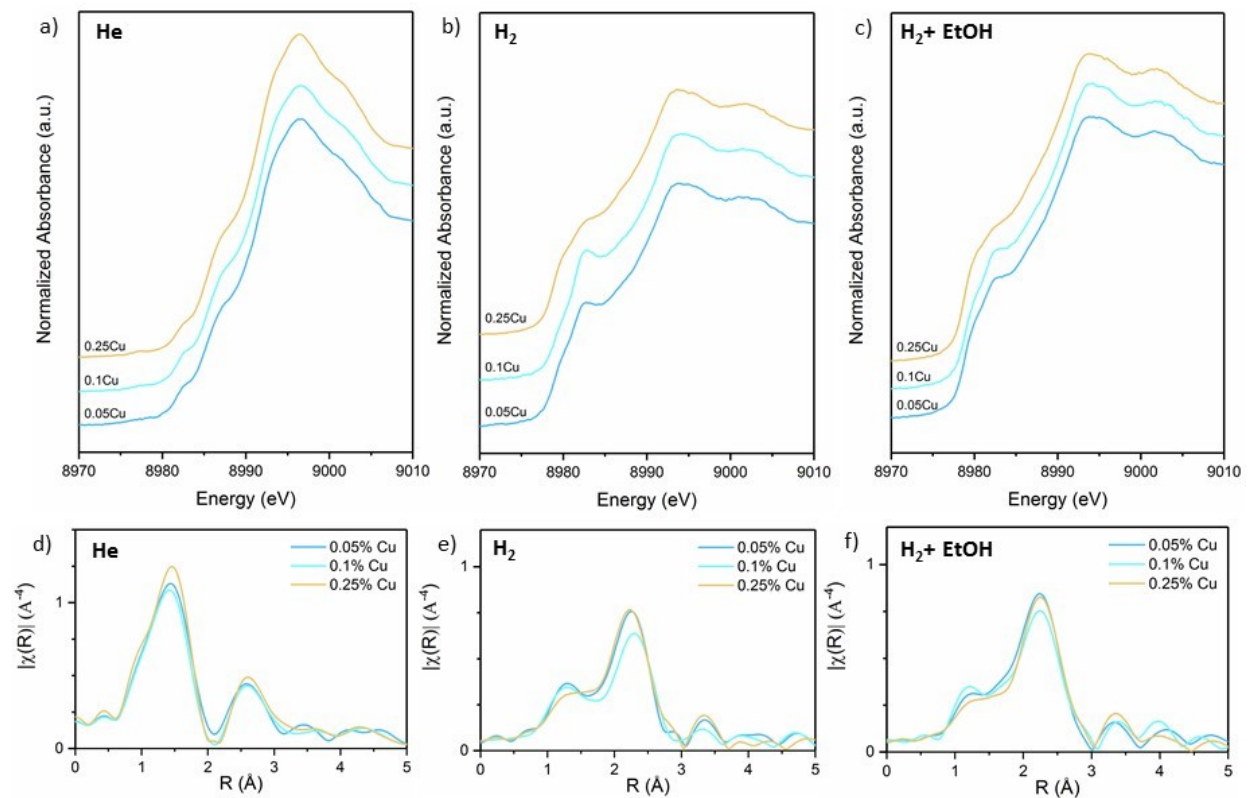 a) He
Normalized Absorbance (a.u.)
0.25Cu
0.1Cu
0.05Cu
8970 8980 8990 9000 9010
Energy (eV)
b) H2
Normalized Absorbance (a.u.)
0.25Cu
0.1Cu
0.05Cu
8970 8980 8990 9000 9010
Energy (eV)
c) H2+ EtOH
Normalized Absorbance (a.u.)
0.25Cu
0.1Cu
0.05Cu
8970 8980 8990 9000 9010
Energy (eV)
d) He
0.05% Cu
0.1% Cu
0.25% Cu
|χ(R)| (Å-4)
1
0
0 1 2 3 4 5
R (Å)
e) H2
0.05% Cu
0.1% Cu
0.25% Cu
|χ(R)| (A-4)
1
0
0 1 2 3 4 5
R (Å)
f) H2+ EtOH
0.05% Cu
0.1% Cu
0.25% Cu
|χ(R)| (A-4)
1
0
0 1 2 3 4 5
R (Å)